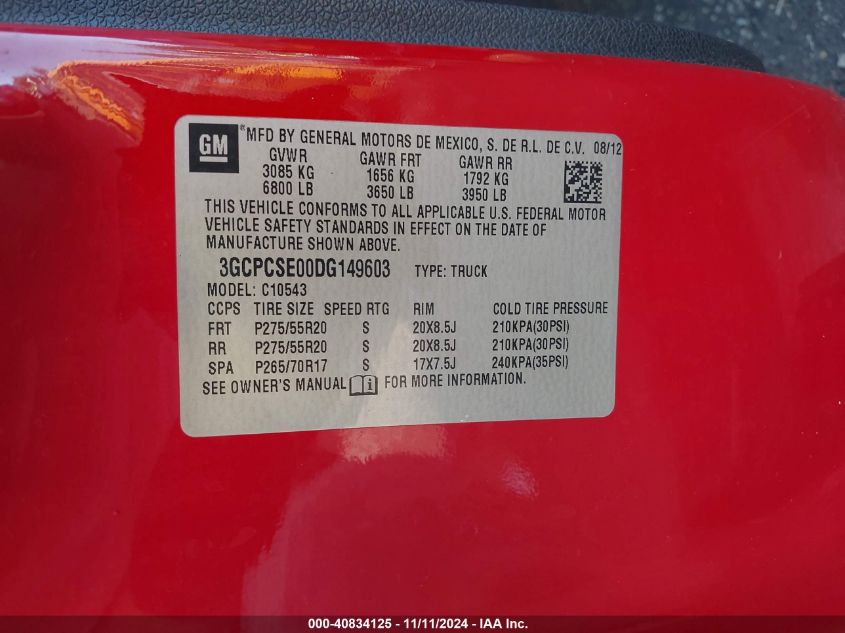 GM ® MFD BY GENERAL MOTORS DE MEXICO, S. DE R.L. DE C.V. 08/12
GVWR GAWR FRT GAWR RR
3085 KG 1656 KG 1792 KG
6800 LB 3650 LB 3950 LB
THIS VEHICLE CONFORMS TO ALL APPLICABLE U.S. FEDERAL MOTOR
VEHICLE SAFETY STANDARDS IN EFFECT ON THE DATE OF
MANUFACTURE SHOWN ABOVE.
3GCPCSE00DG149603 TYPE: TRUCK
MODEL: C10543
CCPS TIRE SIZE SPEED RTG RIM COLD TIRE PRESSURE
FRT P275/55R20 S 20X8.5J 210KPA(30PSI)
RR P275/55R20 S 20X8.5J 210KPA(30PSI)
SPA P265/70R17 S 17X7.5J 240KPA(35PSI)
SEE OWNER'S MANUAL i FOR MORE INFORMATION.
000-40834125 - 11/11/2024 - IAA Inc.